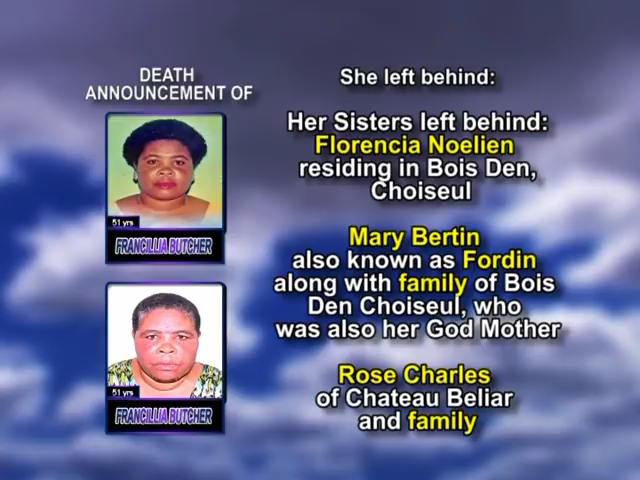 DEATH
ANNOUNCEMENT OF
51 yrs
FRANCILLIA BUTCHER
51 yrs
FRANCILLIA BUTCHER
She left behind:
Her Sisters left behind:
Florencia Noelien
residing in Bois Den,
Choiseul
Mary Bertin
also known as Fordin
along with family of Bois
Den Choiseul, who
was also her God Mother
Rose Charles
of Chateau Beliar
and family